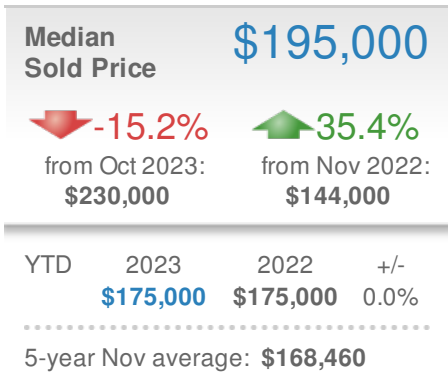 Median
Sold Price
$195,000
-15.2%
35.4%
from Oct 2023:
from Nov 2022:
$230,000
$144,000
YTD 2023 2022 +/-
$175,000 $175,000 0.0%
5-year Nov average: $168,460